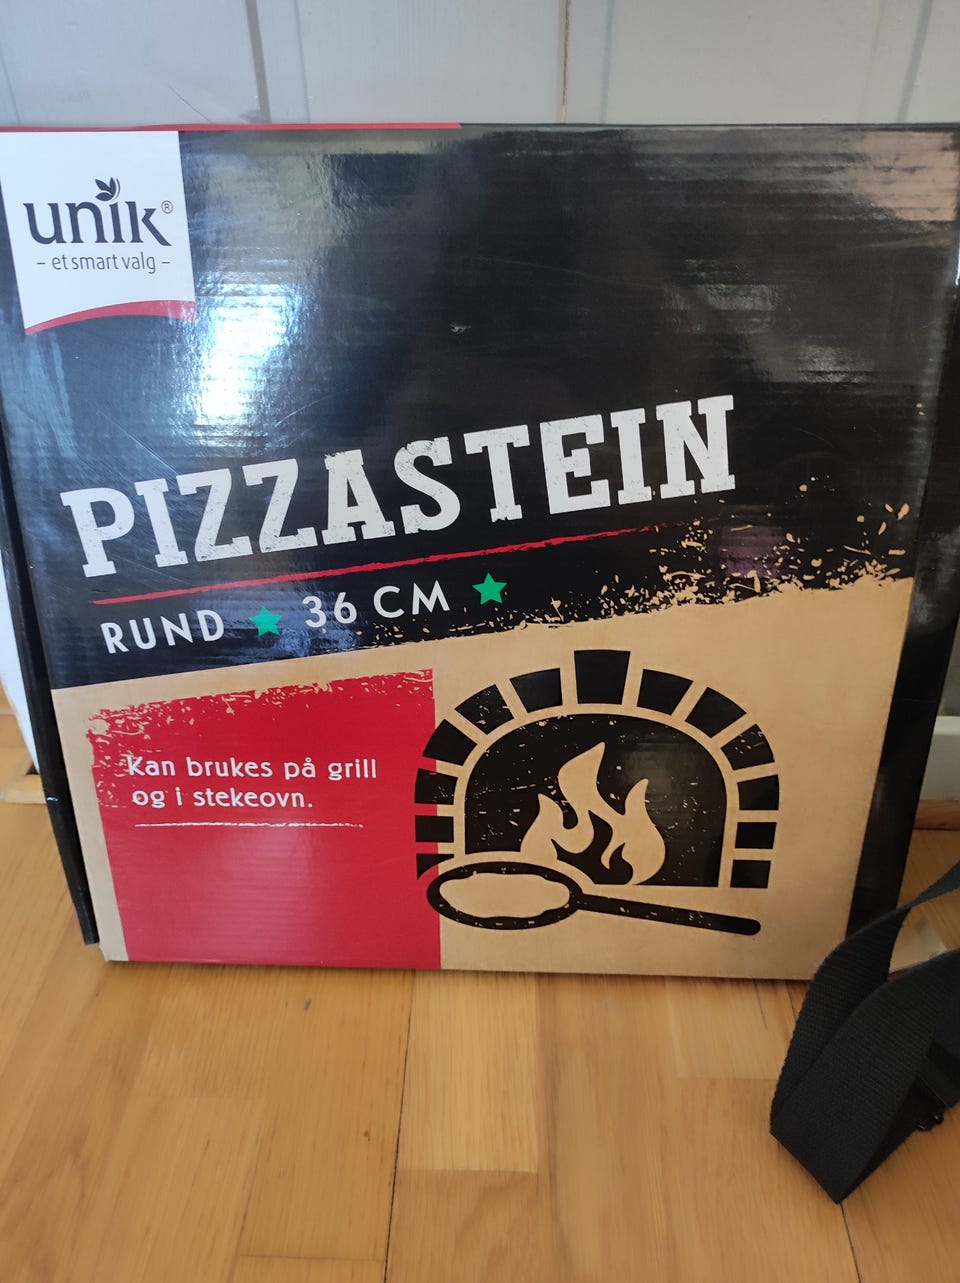 unik®
– et smart valg –
PIZZASTEIN
RUND ★ 36 CM ★
Kan brukes på grill
og i stekeovn.